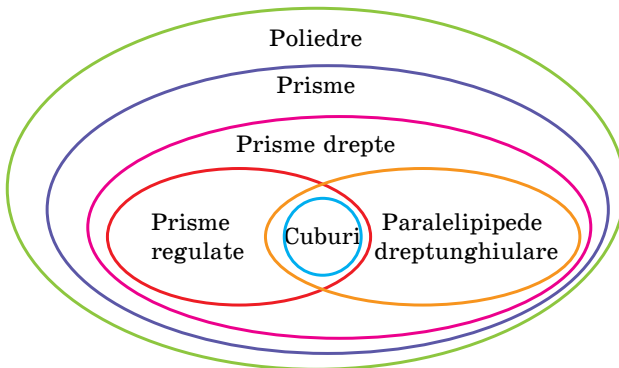 Poliedre
Prisme
Prisme drepte
Prisme
regulate
Cuburi
Paralelipipede
dreptunghiulare